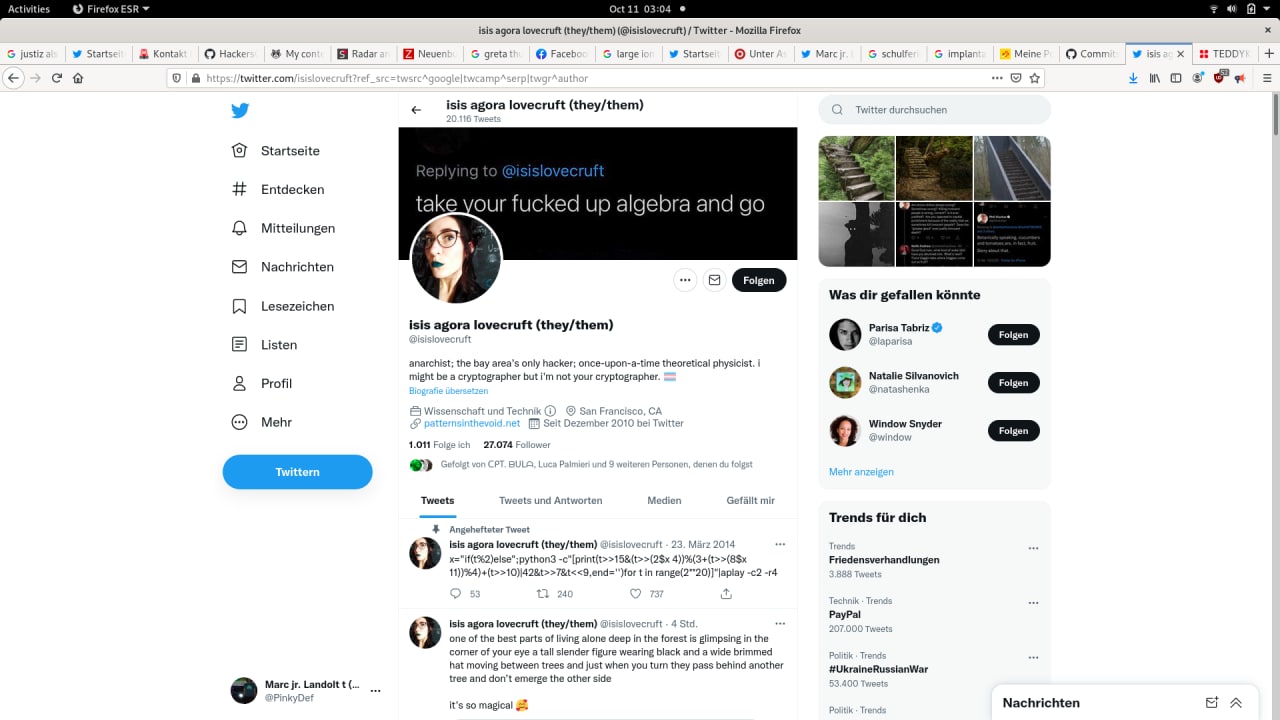 Activities
Firefox ESR
Oct 11 03:04
isis agora lovecruft (they/them) (@isislovecruft) / Twitter - Mozilla Firefox
justiz als
Startseit
Kontakt
Hackers
My conto
Radar an
Neuenbu
greta thu
Faceboo
large ion
Startseit
Unter As
Marc jr. L
schulferi
implanta
Meine P
Commits
isis ag
TEDDYK
https://twitter.com/isislovecruft?ref_src=twsrc^google|twcamp^serp|twgr^author
Startseite
Entdecken
Mitteilungen
Nachrichten
Lesezeichen
Listen
Profil
Mehr
Twittern
Marc jr. Landolt t (...
@PinkyDef
isis agora lovecruft (they/them)
20.116 Tweets
Replying to @isislovecruft
take your fucked up algebra and go
Folgen
isis agora lovecruft (they/them)
@isislovecruft
anarchist; the bay area's only hacker; once-upon-a-time theoretical physicist. i
might be a cryptographer but i'm not your cryptographer.
Biografie übersetzen
Wissenschaft und Technik San Francisco, CA
patternsinthevoid.net Seit Dezember 2010 bei Twitter
1.011 Folge ich 27.074 Follower
Gefolgt von CPT. BULA, Luca Palmieri und 9 weiteren Personen, denen du folgst
Tweets Tweets und Antworten Medien Gefällt mir
Angehefteter Tweet
isis agora lovecruft (they/them) @isislovecruft · 23. März 2014
x="if(t%2)else";python3 -c"[print(t>>15&(t>>(2$x 4))%(3+(t>>(8$x
11))%4)+(t>>10)|42&t>>7&t<<9,end='')for t in range(2**20)]"|aplay -c2 -r4
53 240 737
isis agora lovecruft (they/them) @isislovecruft · 4 Std.
one of the best parts of living alone deep in the forest is glimpsing in the
corner of your eye a tall slender figure wearing black and a wide brimmed
hat moving between trees and just when you turn they pass behind another
tree and don't emerge the other side
it's so magical 🥰
Twitter durchsuchen
Was dir gefallen könnte
Parisa Tabriz
@laparisa
Folgen
Natalie Silvanovich
@natashenka
Folgen
Window Snyder
@window
Folgen
Mehr anzeigen
Trends für dich
Trends
Friedensverhandlungen
3.888 Tweets
Technik · Trends
PayPal
207.000 Tweets
Politik · Trends
#UkraineRussianWar
53.400 Tweets
Politik · Trends
Nachrichten